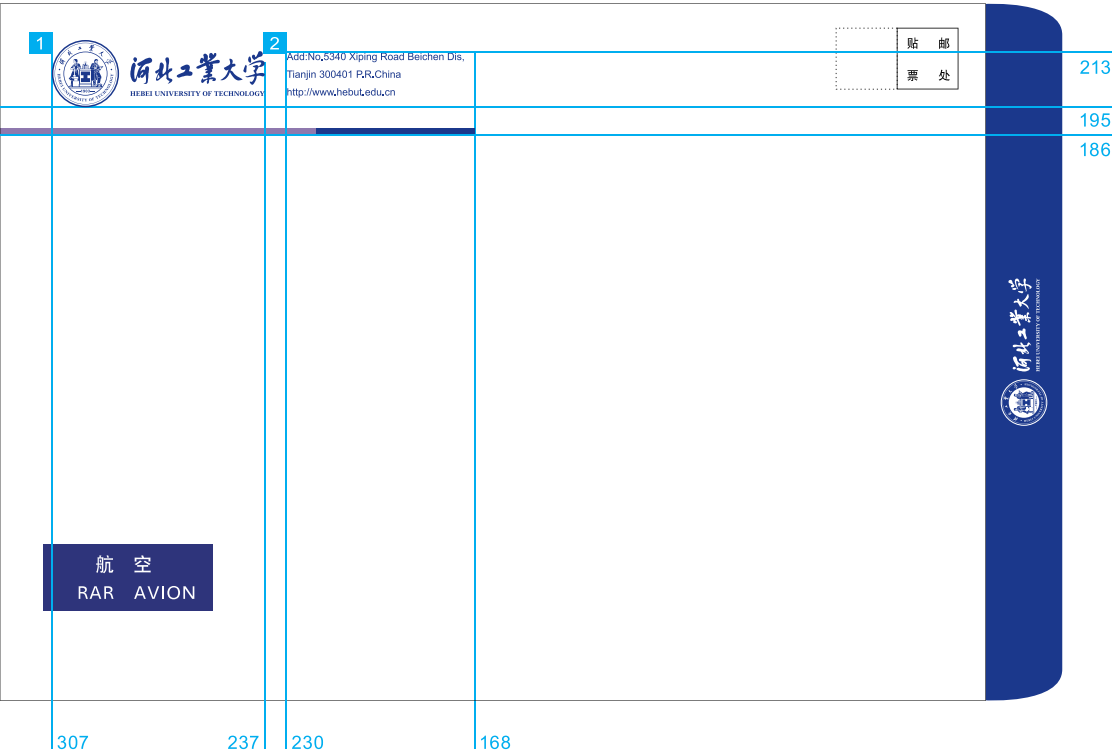 1
河北工業大学
HEBEI UNIVERSITY OF TECHNOLOGY
2
Add:No.5340 Xiping Road Beichen Dis,
Tianjin 300401 P.R.China
http://www.hebut.edu.cn
贴 邮
票 处
213
195
186
河北工業大学
HEBEI UNIVERSITY OF TECHNOLOGY
航 空
RAR AVION
307
237
230
168